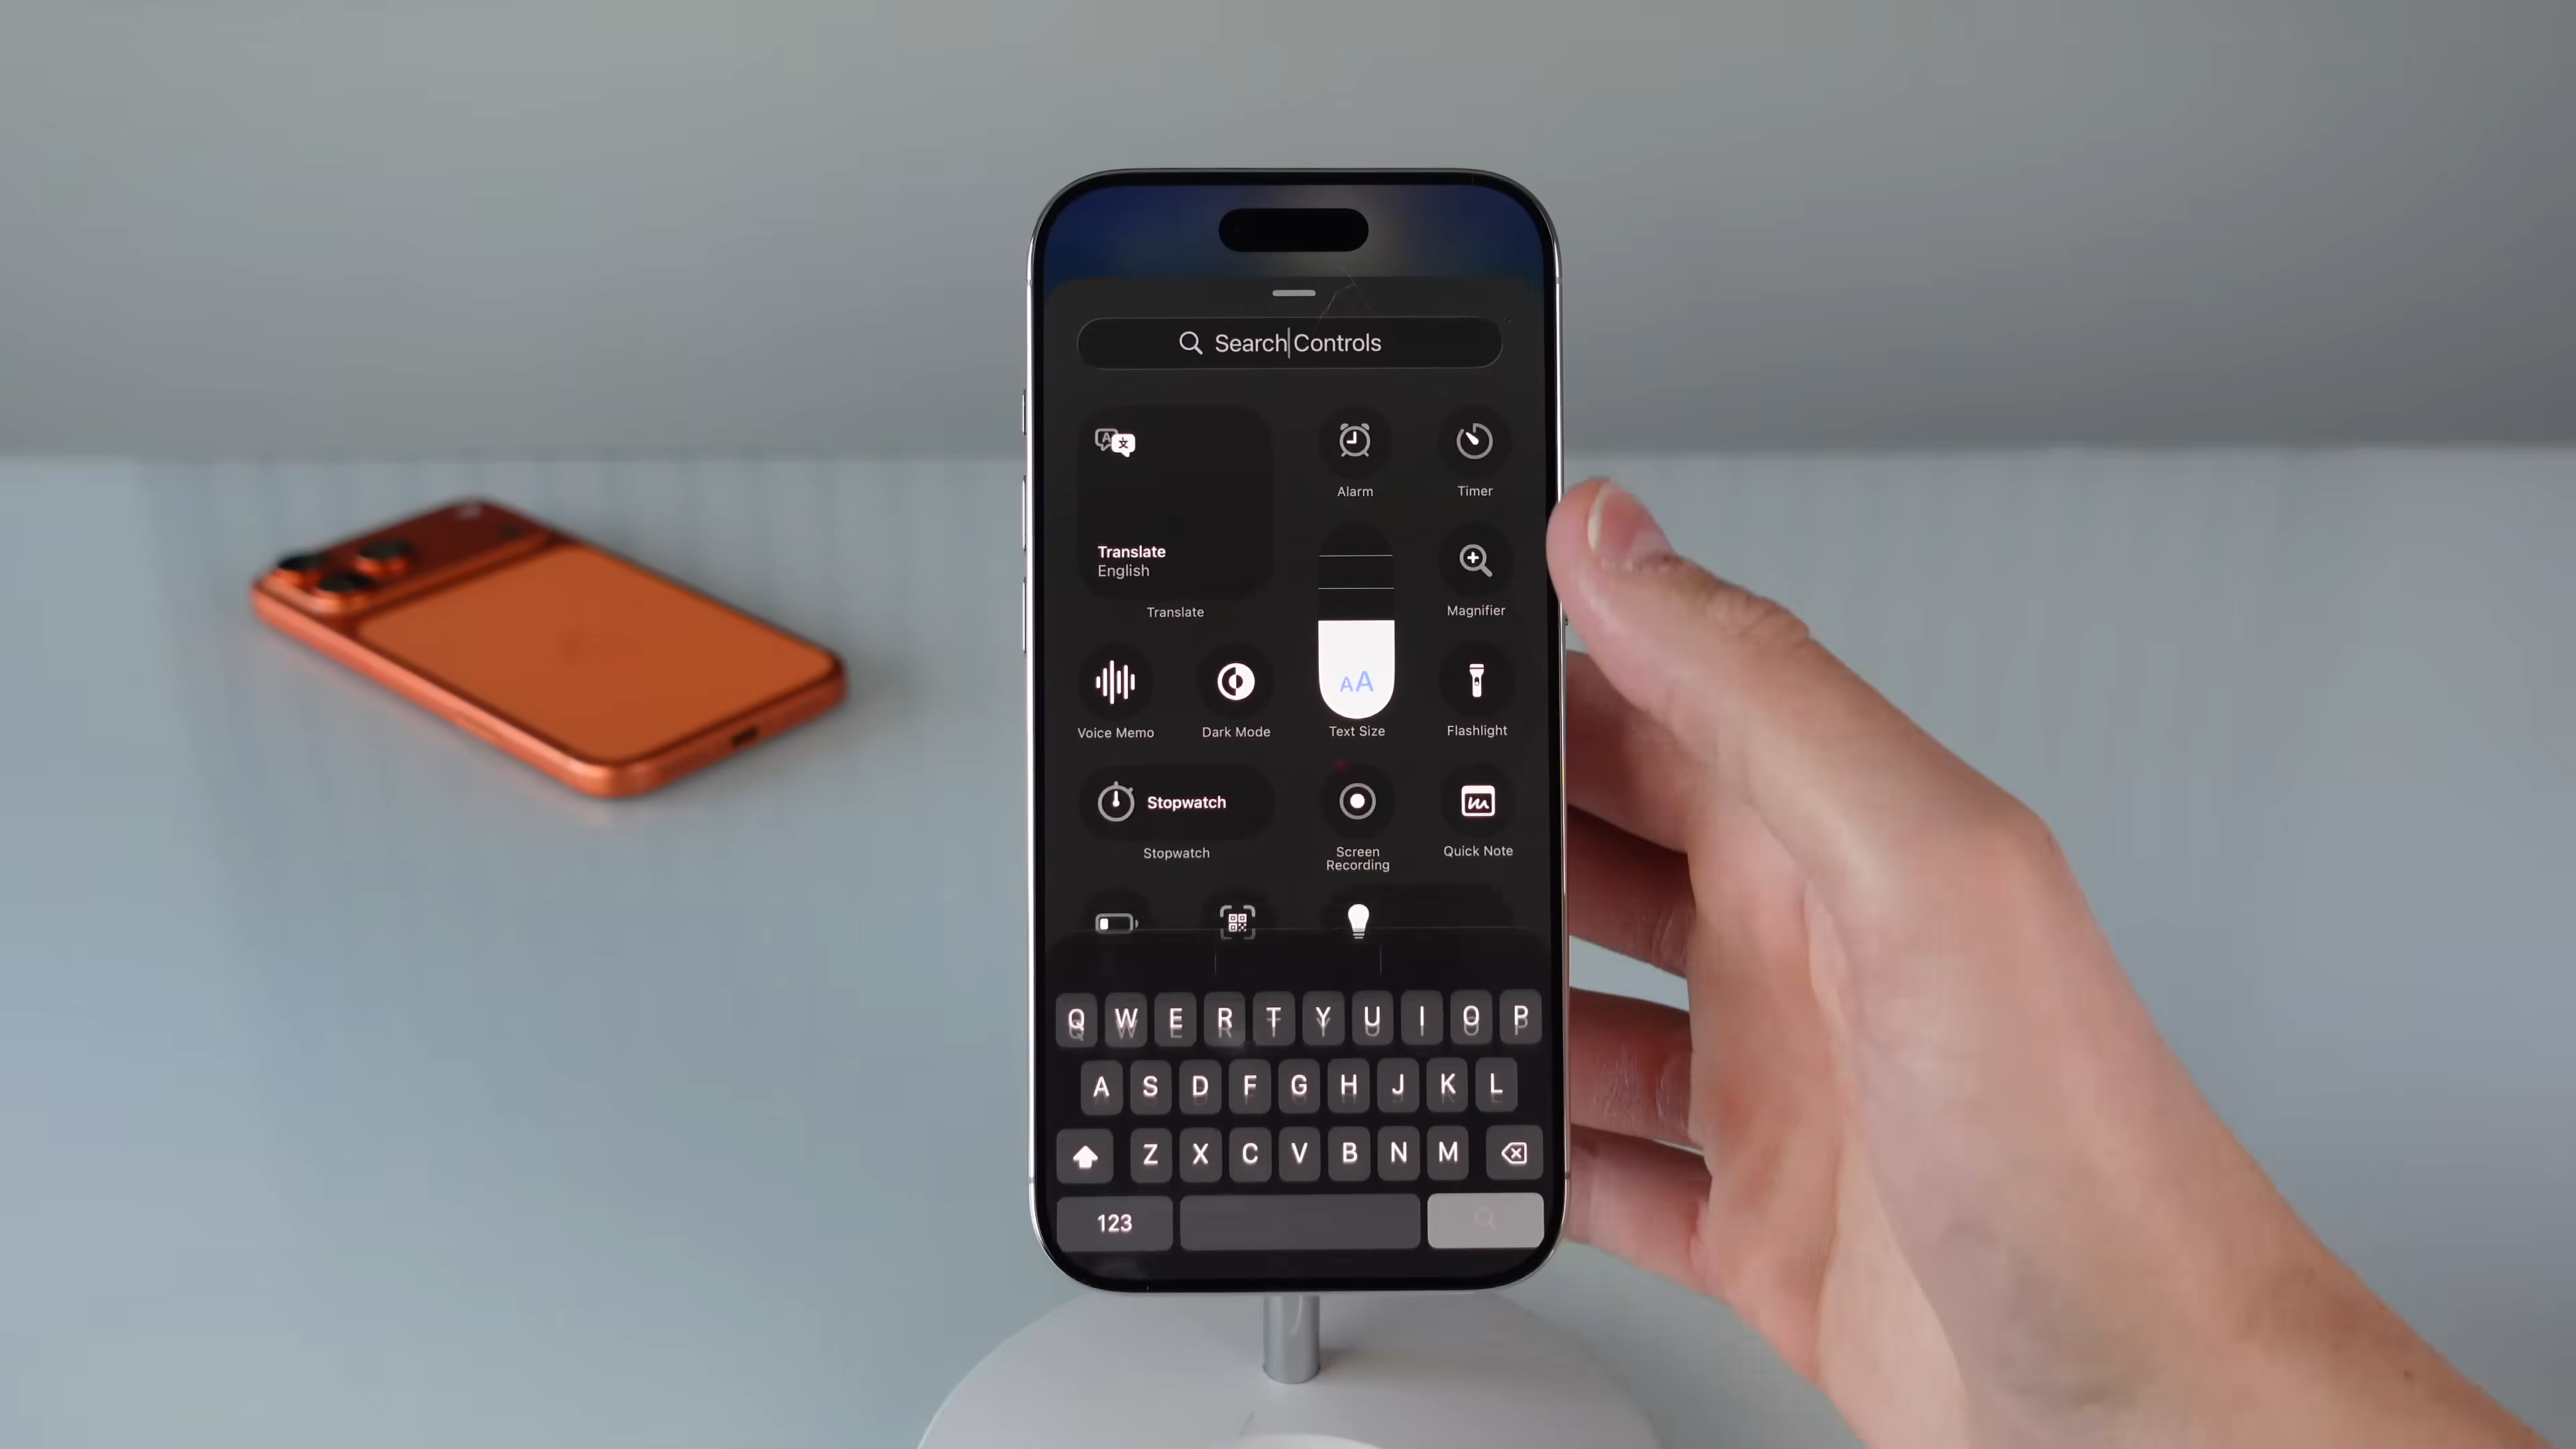 Search Controls
Alarm
Timer
Translate
English
Translate
Magnifier
AA
Voice Memo
Dark Mode
Text Size
Flashlight
Stopwatch
Stopwatch
Screen
Recording
Quick Note
Q W E R T Y U I O P
A S D F G H J K L
Z X C V B N M
123